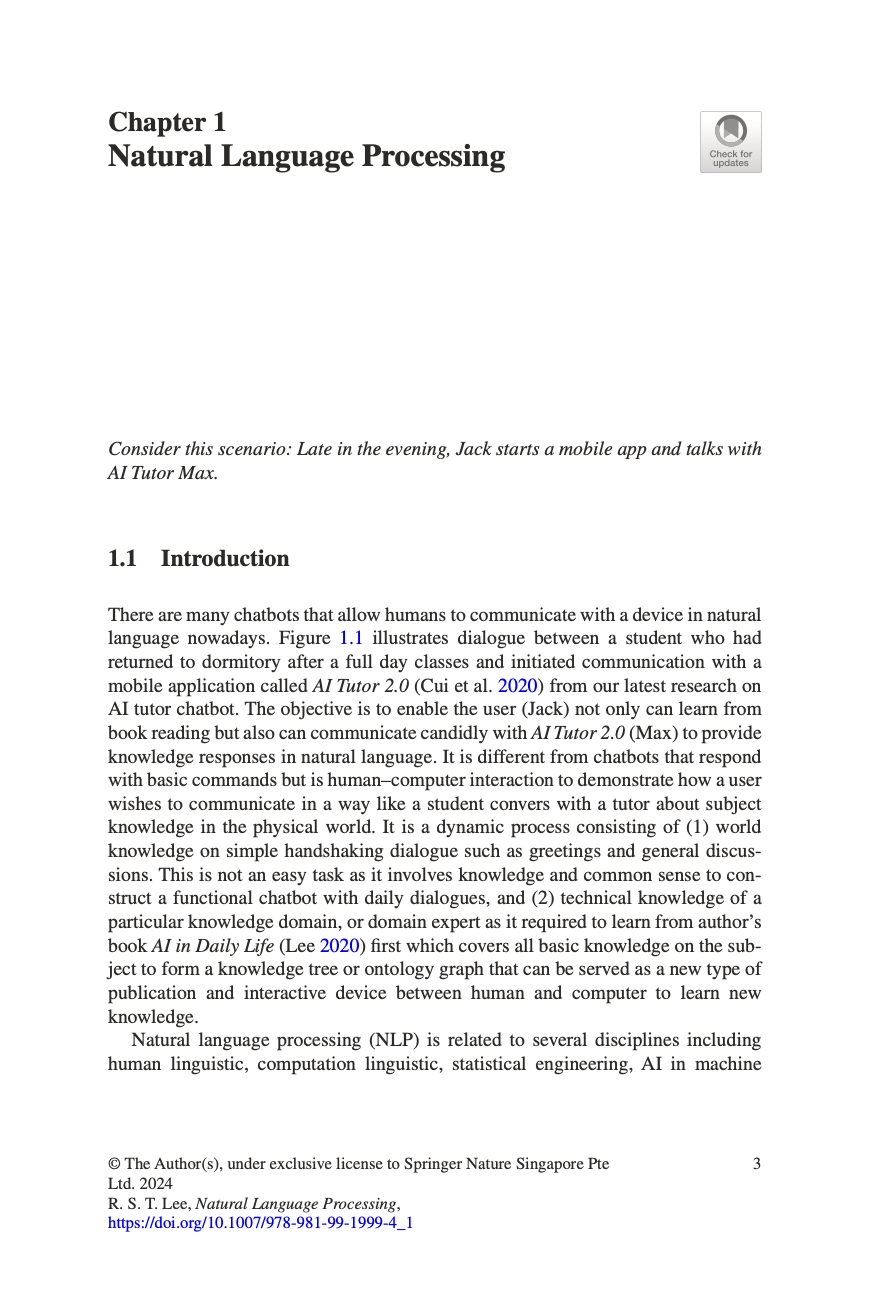 Chapter 1
Natural Language Processing
Check for
updates
Consider this scenario: Late in the evening, Jack starts a mobile app and talks with
AI Tutor Max.
1.1 Introduction
There are many chatbots that allow humans to communicate with a device in natural
language nowadays. Figure 1.1 illustrates dialogue between a student who had
returned to dormitory after a full day classes and initiated communication with a
mobile application called AI Tutor 2.0 (Cui et al. 2020) from our latest research on
AI tutor chatbot. The objective is to enable the user (Jack) not only can learn from
book reading but also can communicate candidly with AI Tutor 2.0 (Max) to provide
knowledge responses in natural language. It is different from chatbots that respond
with basic commands but is human–computer interaction to demonstrate how a user
wishes to communicate in a way like a student convers with a tutor about subject
knowledge in the physical world. It is a dynamic process consisting of (1) world
knowledge on simple handshaking dialogue such as greetings and general discus-
sions. This is not an easy task as it involves knowledge and common sense to con-
struct a functional chatbot with daily dialogues, and (2) technical knowledge of a
particular knowledge domain, or domain expert as it required to learn from author's
book AI in Daily Life (Lee 2020) first which covers all basic knowledge on the sub-
ject to form a knowledge tree or ontology graph that can be served as a new type of
publication and interactive device between human and computer to learn new
knowledge.
Natural language processing (NLP) is related to several disciplines including
human linguistic, computation linguistic, statistical engineering, AI in machine
© The Author(s), under exclusive license to Springer Nature Singapore Pte
Ltd. 2024
R. S. T. Lee, Natural Language Processing,
https://doi.org/10.1007/978-981-99-1999-4_1
3